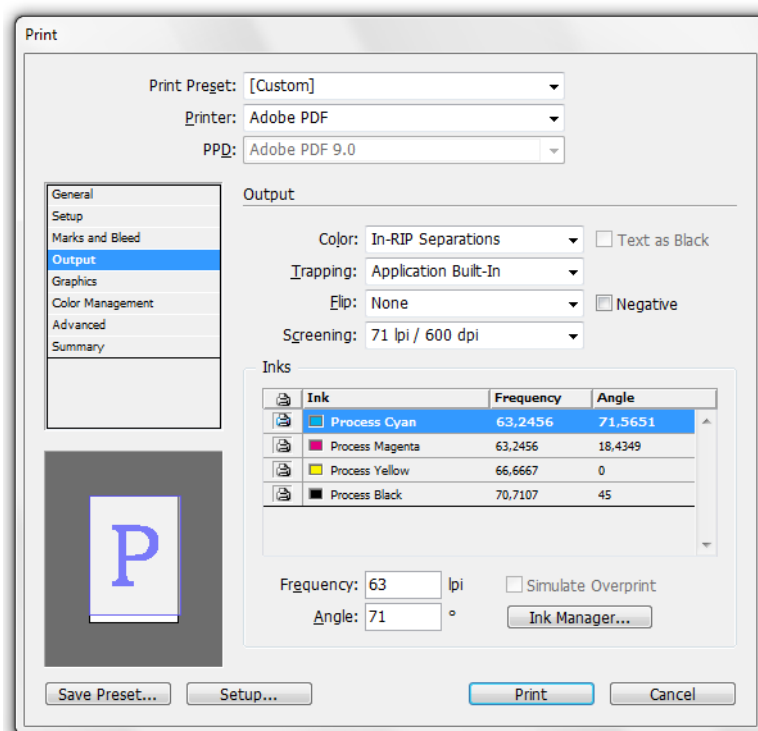 Print
Print Preset: [Custom]
Printer: Adobe PDF
PPD: Adobe PDF 9.0
General
Setup
Marks and Bleed
Output
Graphics
Color Management
Advanced
Summary
P
Output
Color: In-RIP Separations Text as Black
Trapping: Application Built-In
Flip: None Negative
Screening: 71 lpi / 600 dpi
Inks
Ink Frequency Angle
Process Cyan 63,2456 71,5651
Process Magenta 63,2456 18,4349
Process Yellow 66,6667 0
Process Black 70,7107 45
Frequency: 63 lpi Simulate Overprint
Angle: 71 ° Ink Manager...
Save Preset... Setup... Print Cancel